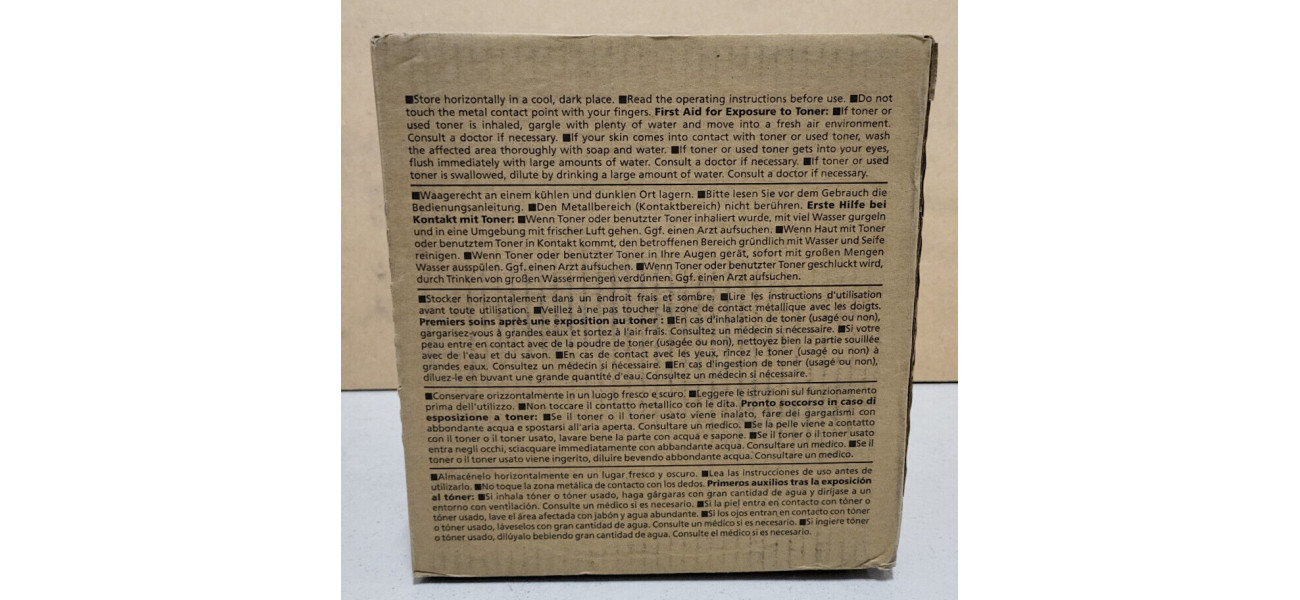 ■Store horizontally in a cool, dark place. ■Read the operating instructions before use. ■Do not
touch the metal contact point with your fingers. First Aid for Exposure to Toner: ■If toner or
used toner is inhaled, gargle with plenty of water and move into a fresh air environment.
Consult a doctor if necessary. ■If your skin comes into contact with toner or used toner, wash
the affected area thoroughly with soap and water. ■If toner or used toner gets into your eyes,
flush immediately with large amounts of water. Consult a doctor if necessary. ■If toner or used
toner is swallowed, dilute by drinking a large amount of water. Consult a doctor if necessary.
■Waagerecht an einem kühlen und dunklen Ort lagern. ■Bitte lesen Sie vor dem Gebrauch die
Bedienungsanleitung. ■Den Metallbereich (Kontaktbereich) nicht berühren. Erste Hilfe bei
Kontakt mit Toner: ■Wenn Toner oder benutzter Toner inhaliert wurde, mit viel Wasser gurgeln
und in eine Umgebung mit frischer Luft gehen. Ggf. einen Arzt aufsuchen. ■Wenn Haut mit Toner
oder benutztem Toner in Kontakt kommt, den betroffenen Bereich gründlich mit Wasser und Seife
reinigen. ■Wenn Toner oder benutzter Toner in Ihre Augen gerät, sofort mit großen Mengen
Wasser ausspülen. Ggf. einen Arzt aufsuchen. ■Wenn Toner oder benutzter Toner geschluckt wird,
durch Trinken von großen Wassermengen verdünnen. Ggf. einen Arzt aufsuchen.
■Stocker horizontalement dans un endroit frais et sombre. ■Lire les instructions d'utilisation
avant toute utilisation. ■Veillez à ne pas toucher la zone de contact métallique avec les doigts.
Premiers soins après une exposition au toner : ■En cas d'inhalation de toner (usagé ou non),
gargarisez-vous à grandes eaux et sortez à l'air frais. Consultez un médecin si nécessaire. ■Si votre
peau entre en contact avec de la poudre de toner (usagée ou non), nettoyez bien la partie souillée
avec de l'eau et du savon. ■En cas de contact avec les yeux, rincez le toner (usagé ou non) à
grandes eaux. Consultez un médecin si nécessaire. ■En cas d'ingestion de toner (usagé ou non),
diluez-le en buvant une grande quantité d'eau. Consultez un médecin si nécessaire.
■Conservare orizzontalmente in un luogo fresco e scuro. ■Leggere le istruzioni sul funzionamento
prima dell'utilizzo. ■Non toccare il contatto metallico con le dita. Pronto soccorso in caso di
esposizione a toner: ■Se il toner o il toner usato viene inalato, fare dei gargarismi con
abbondante acqua e spostarsi all'aria aperta. Consultare un medico. ■Se la pelle viene a contatto
con il toner o il toner usato, lavare bene la parte con acqua e sapone. ■Se il toner o il toner usato
entra negli occhi, sciacquare immediatamente con abbandante acqua. Consultare un medico. ■Se il
toner o il toner usato viene ingerito, diluire bevendo abbondante acqua. Consultare un medico.
■Almacénelo horizontalmente en un lugar fresco y oscuro. ■Lea las instrucciones de uso antes de
utilizarlo. ■No toque la zona metálica de contacto con los dedos. Primeros auxilios tras la exposición
al tóner: ■Si inhala tóner o tóner usado, haga gárgaras con gran cantidad de agua y diríjase a un
entorno con ventilación. Consulte un médico si es necesario. ■Si la piel entra en contacto con tóner o
tóner usado, lave el área afectada con jabón y agua abundante. ■Si los ojos entran en contacto con tóner
o tóner usado, láveselos con gran cantidad de agua. Consulte un médico si es necesario. ■Si ingiere tóner
o tóner usado, dilúyalo bebiendo gran cantidad de agua. Consulte el médico si es necesario.